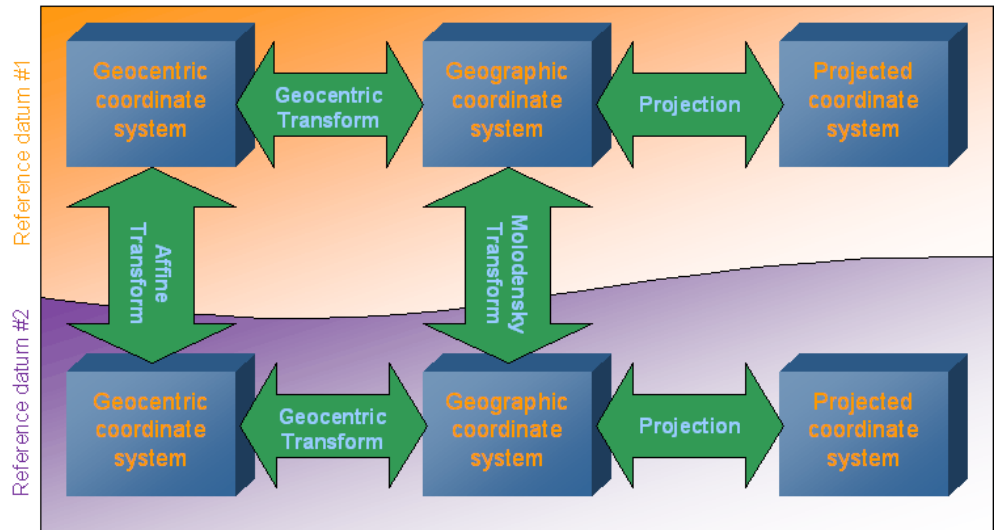 Reference datum #1
Geocentric
coordinate
system
Geocentric
Transform
Geographic
coordinate
system
Projection
Projected
coordinate
system
Affine
Transform
Molodensky
Transform
Reference datum #2
Geocentric
coordinate
system
Geocentric
Transform
Geographic
coordinate
system
Projection
Projected
coordinate
system